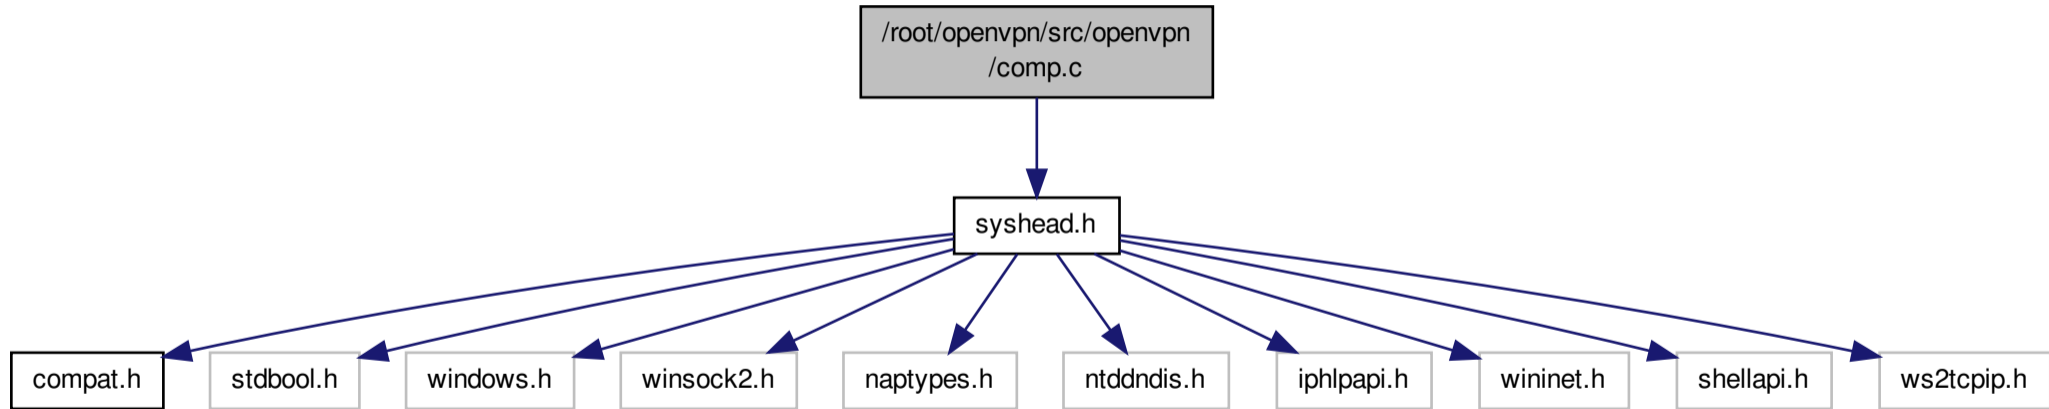 /root/openvpn/src/openvpn
/comp.c
syshead.h
compat.h
stdbool.h
windows.h
winsock2.h
naptypes.h
ntddndis.h
iphlpapi.h
wininet.h
shellapi.h
ws2tcpip.h